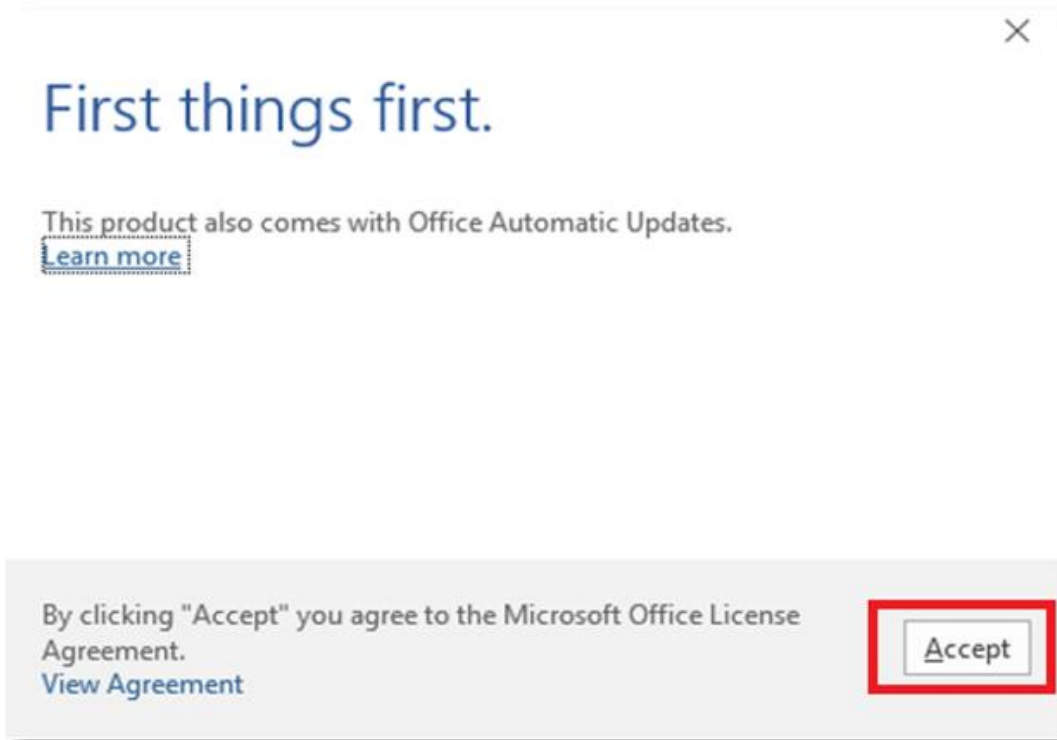 First things first.
This product also comes with Office Automatic Updates.
Learn more
By clicking "Accept" you agree to the Microsoft Office License
Agreement.
View Agreement
Accept